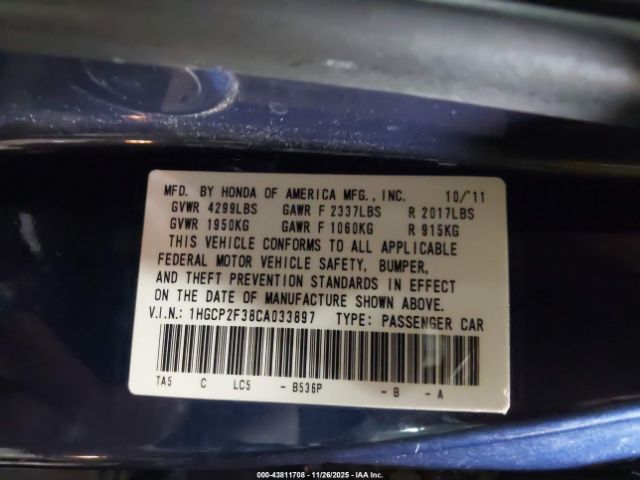 MFD. BY HONDA OF AMERICA MFG., INC. 10/'11
GVWR 4299LBS GAWR F 2337LBS R 2017LBS
GVWR 1950KG GAWR F 1060KG R 915KG
THIS VEHICLE CONFORMS TO ALL APPLICABLE
FEDERAL MOTOR VEHICLE SAFETY, BUMPER,
AND THEFT PREVENTION STANDARDS IN EFFECT
ON THE DATE OF MANUFACTURE SHOWN ABOVE.
V.I.N.: 1HGCP2F38CA033897 TYPE: PASSENGER CAR
TA5 C LC5 - B536P - B - A
000-43811708 - 11/26/2025 - IAA Inc.